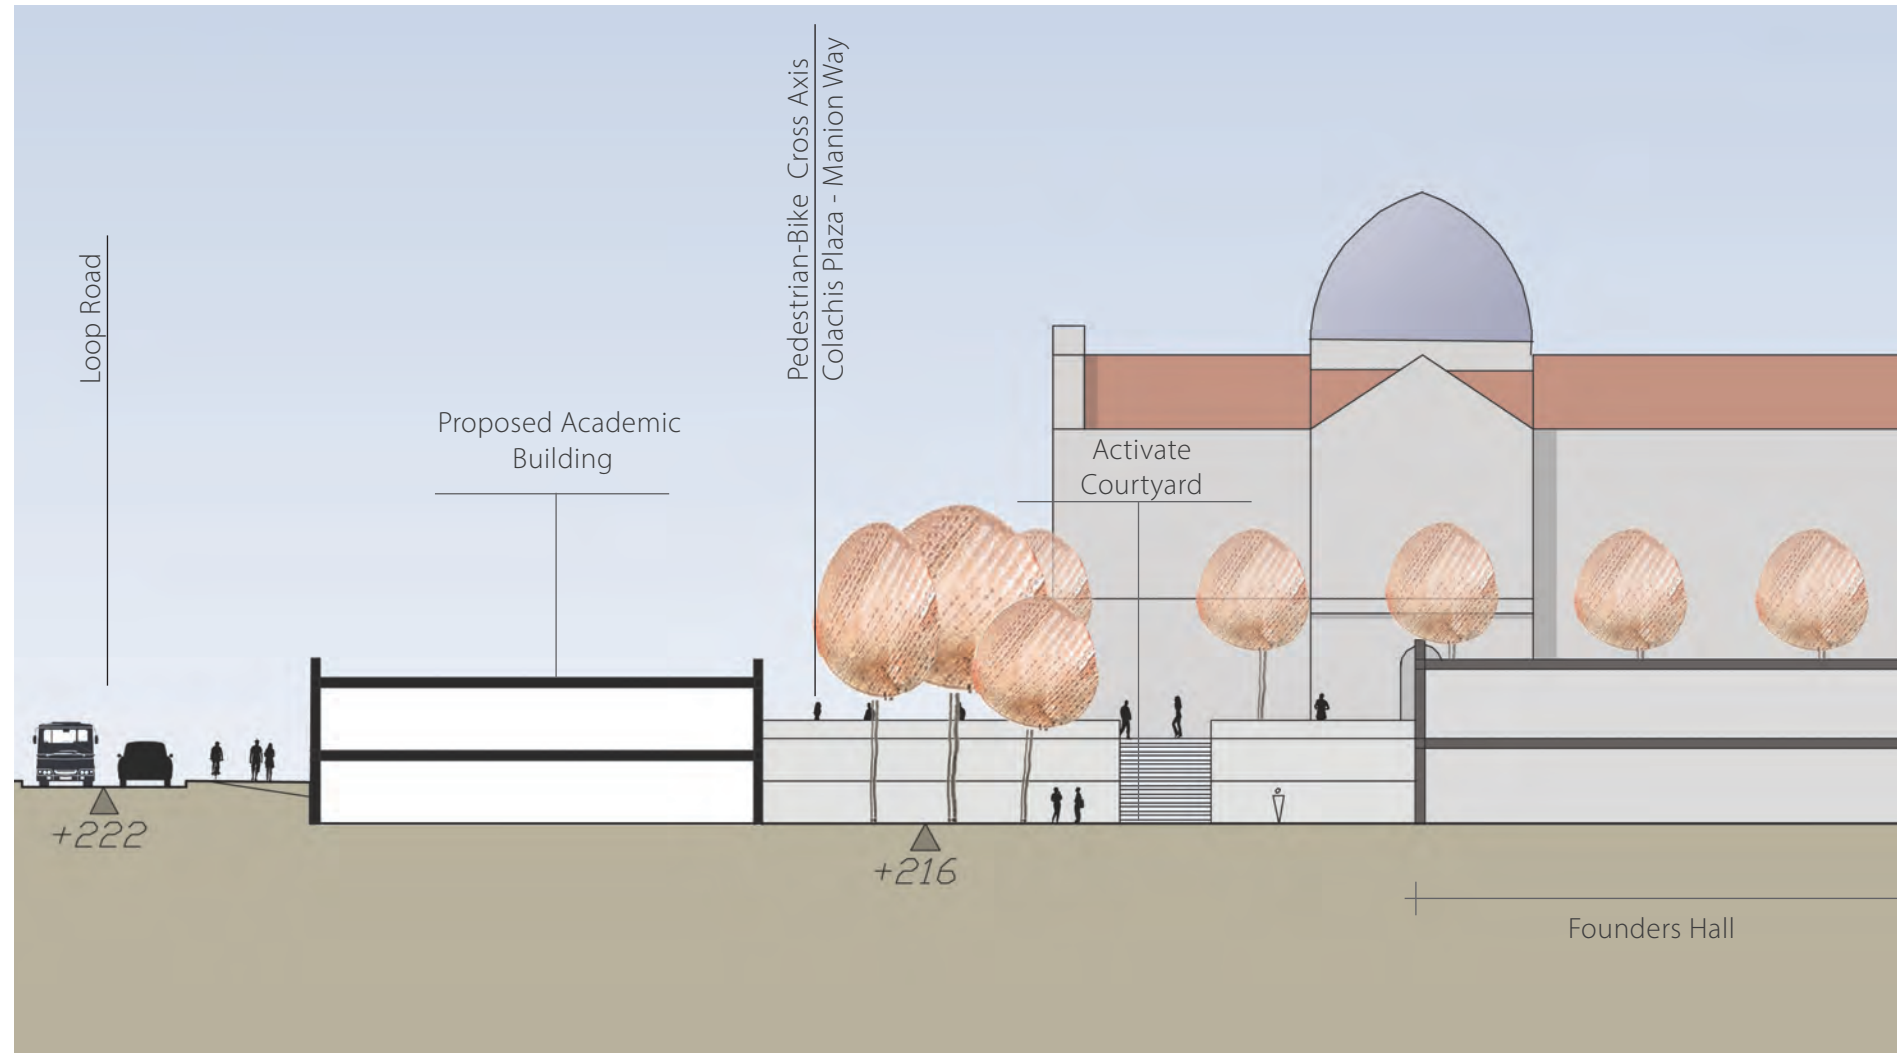 Loop Road
Proposed Academic
Building
Pedestrian-Bike Cross Axis
Colachis Plaza - Manion Way
Activate
Courtyard
+222
+216
Founders Hall